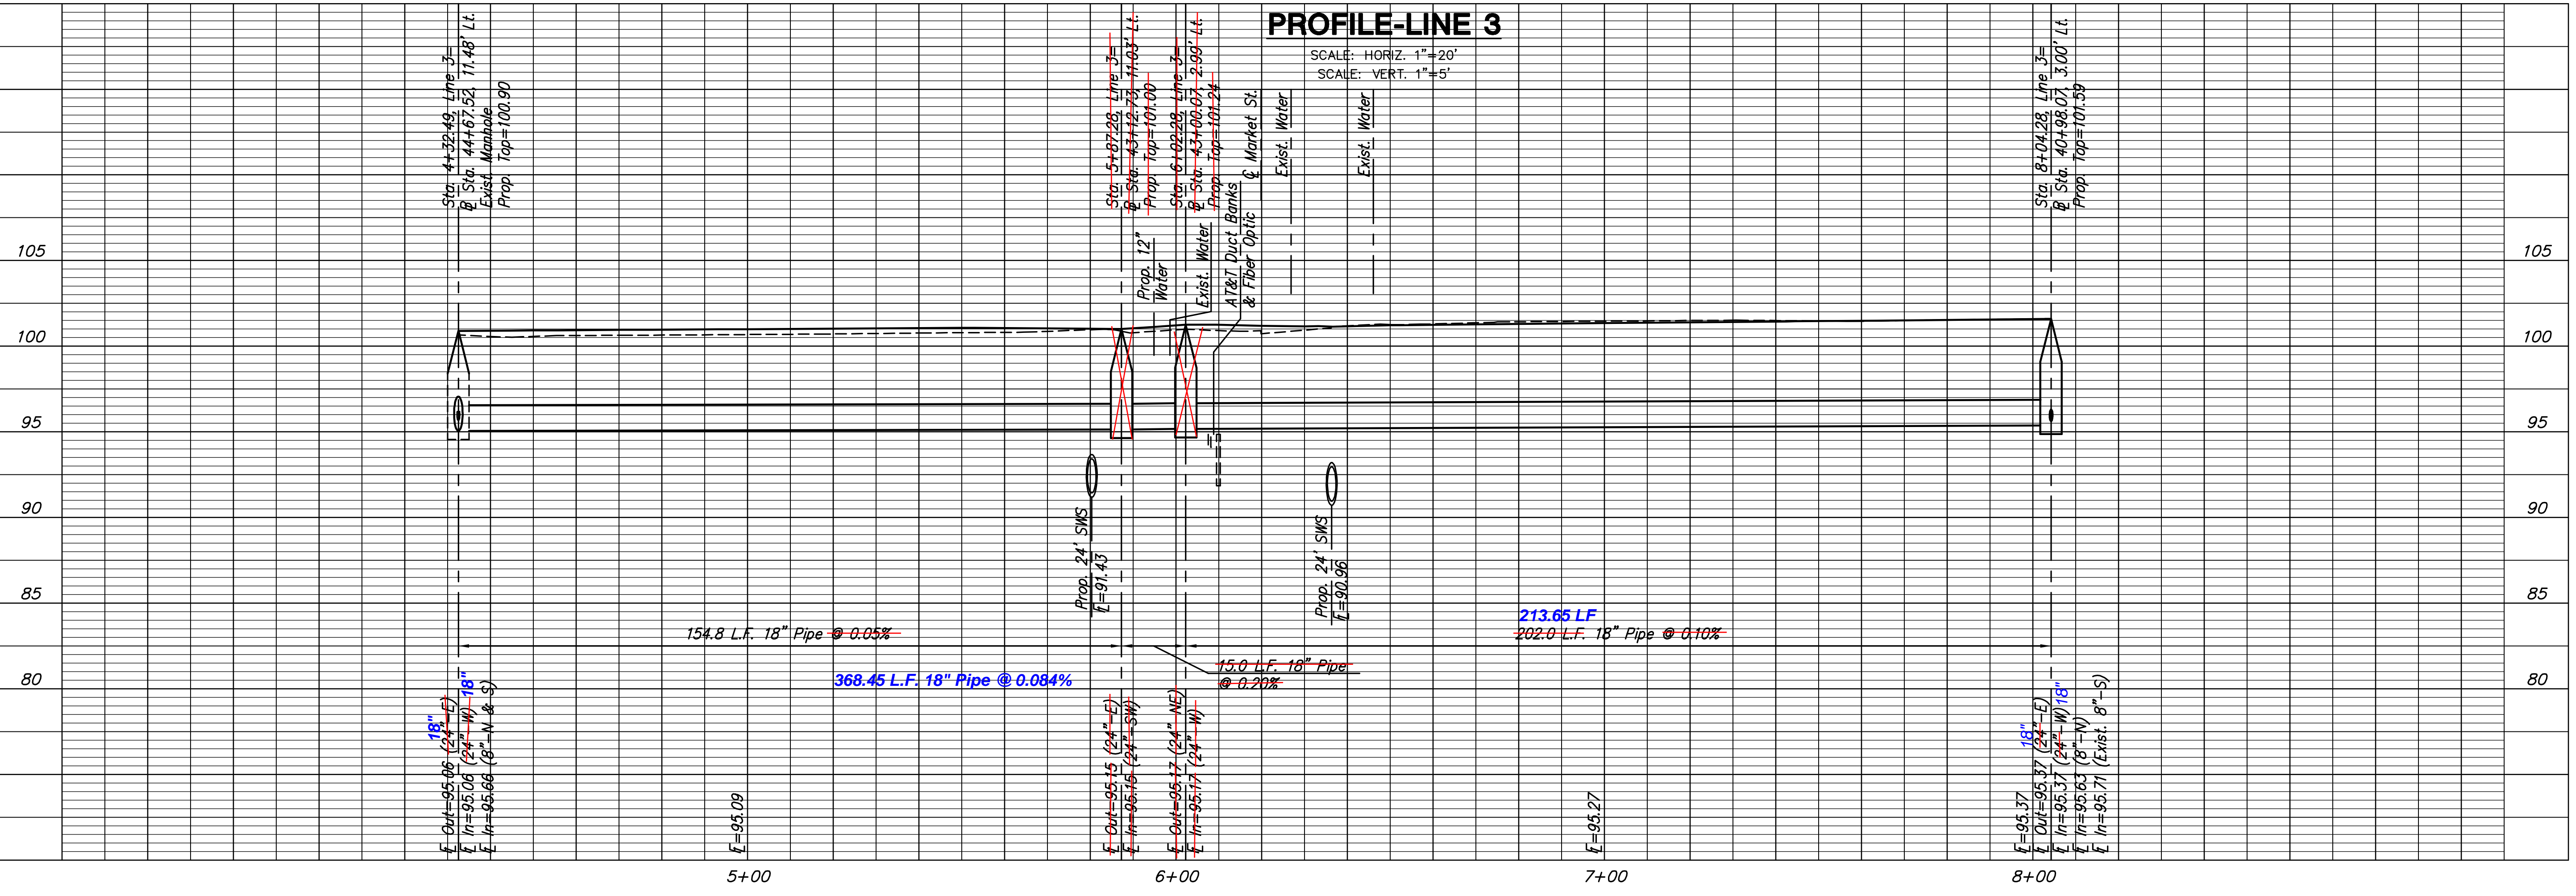 PROFILE-LINE 3
SCALE: HORIZ. 1"=20'
SCALE: VERT. 1"=5'
Sta. 4+32.49, Line 3=
℄ Sta. 44+67.52, 11.48' Lt.
Exist. Manhole
Prop. Top=100.90
Sta. 5+87.28, Line 3=
℄ Sta. 43+12.73, 11.03' Lt.
Prop. Top=101.00
Sta. 6+02.28, Line 3=
℄ Sta. 43+00.07, 2.99' Lt.
Prop. Top=101.24
Prop. 12"
Water
Exist. Water
AT&T Duct Banks
& Fiber Optic
℄ Market St.
Exist. Water
Exist. Water
Sta. 8+04.28, Line 3=
℄ Sta. 40+98.07, 3.00' Lt.
Prop. Top=101.59
105
105
100
100
95
95
90
90
85
85
80
80
Prop. 24' SWS
℄=91.43
Prop. 24' SWS
℄=90.96
154.8 L.F. 18" Pipe @ 0.05%
213.65 LF
202.0 L.F. 18" Pipe @ 0.10%
15.0 L.F. 18" Pipe
@ 0.20%
368.45 L.F. 18" Pipe @ 0.084%
18"
℄ Out=95.06 (24"-E)
℄ In=95.06 (24"-W) 18"
℄ In=95.66 (8"-N & S)
℄=95.09
℄ Out=95.15 (24"-E)
℄ In=95.15 (24"-SW)
℄ Out=95.17 (24"-NE)
℄ In=95.17 (24"-W)
℄=95.27
18"
℄=95.37
℄ Out=95.37 (24"-E)
℄ In=95.37 (24"-W) 18"
℄ In=95.63 (8"-N)
℄ In=95.71 (Exist. 8"-S)
5+00
6+00
7+00
8+00